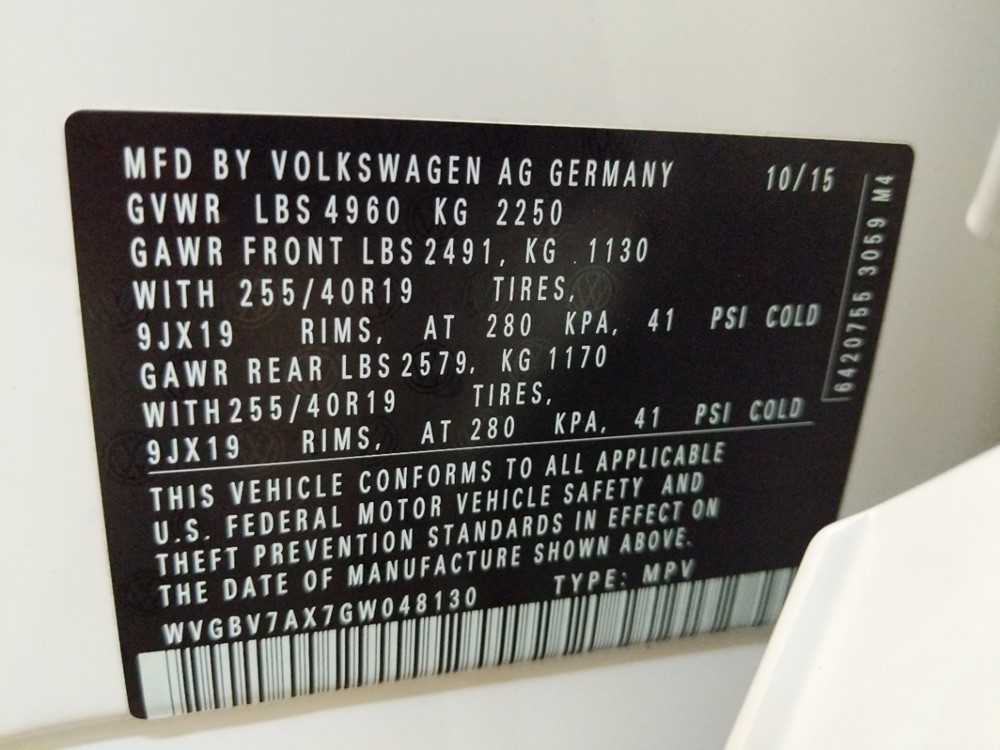 MFD BY VOLKSWAGEN AG GERMANY 10/15
GVWR LBS 4960 KG 2250
GAWR FRONT LBS 2491, KG 1130
WITH 255/40R19 TIRES,
9JX19 RIMS, AT 280 KPA, 41 PSI COLD
GAWR REAR LBS 2579, KG 1170
WITH 255/40R19 TIRES,
9JX19 RIMS, AT 280 KPA, 41 PSI COLD
THIS VEHICLE CONFORMS TO ALL APPLICABLE
U.S. FEDERAL MOTOR VEHICLE SAFETY AND
THEFT PREVENTION STANDARDS IN EFFECT ON
THE DATE OF MANUFACTURE SHOWN ABOVE.
WVGBV7AX7GW048130 TYPE: MPV
6420755 3059 M4